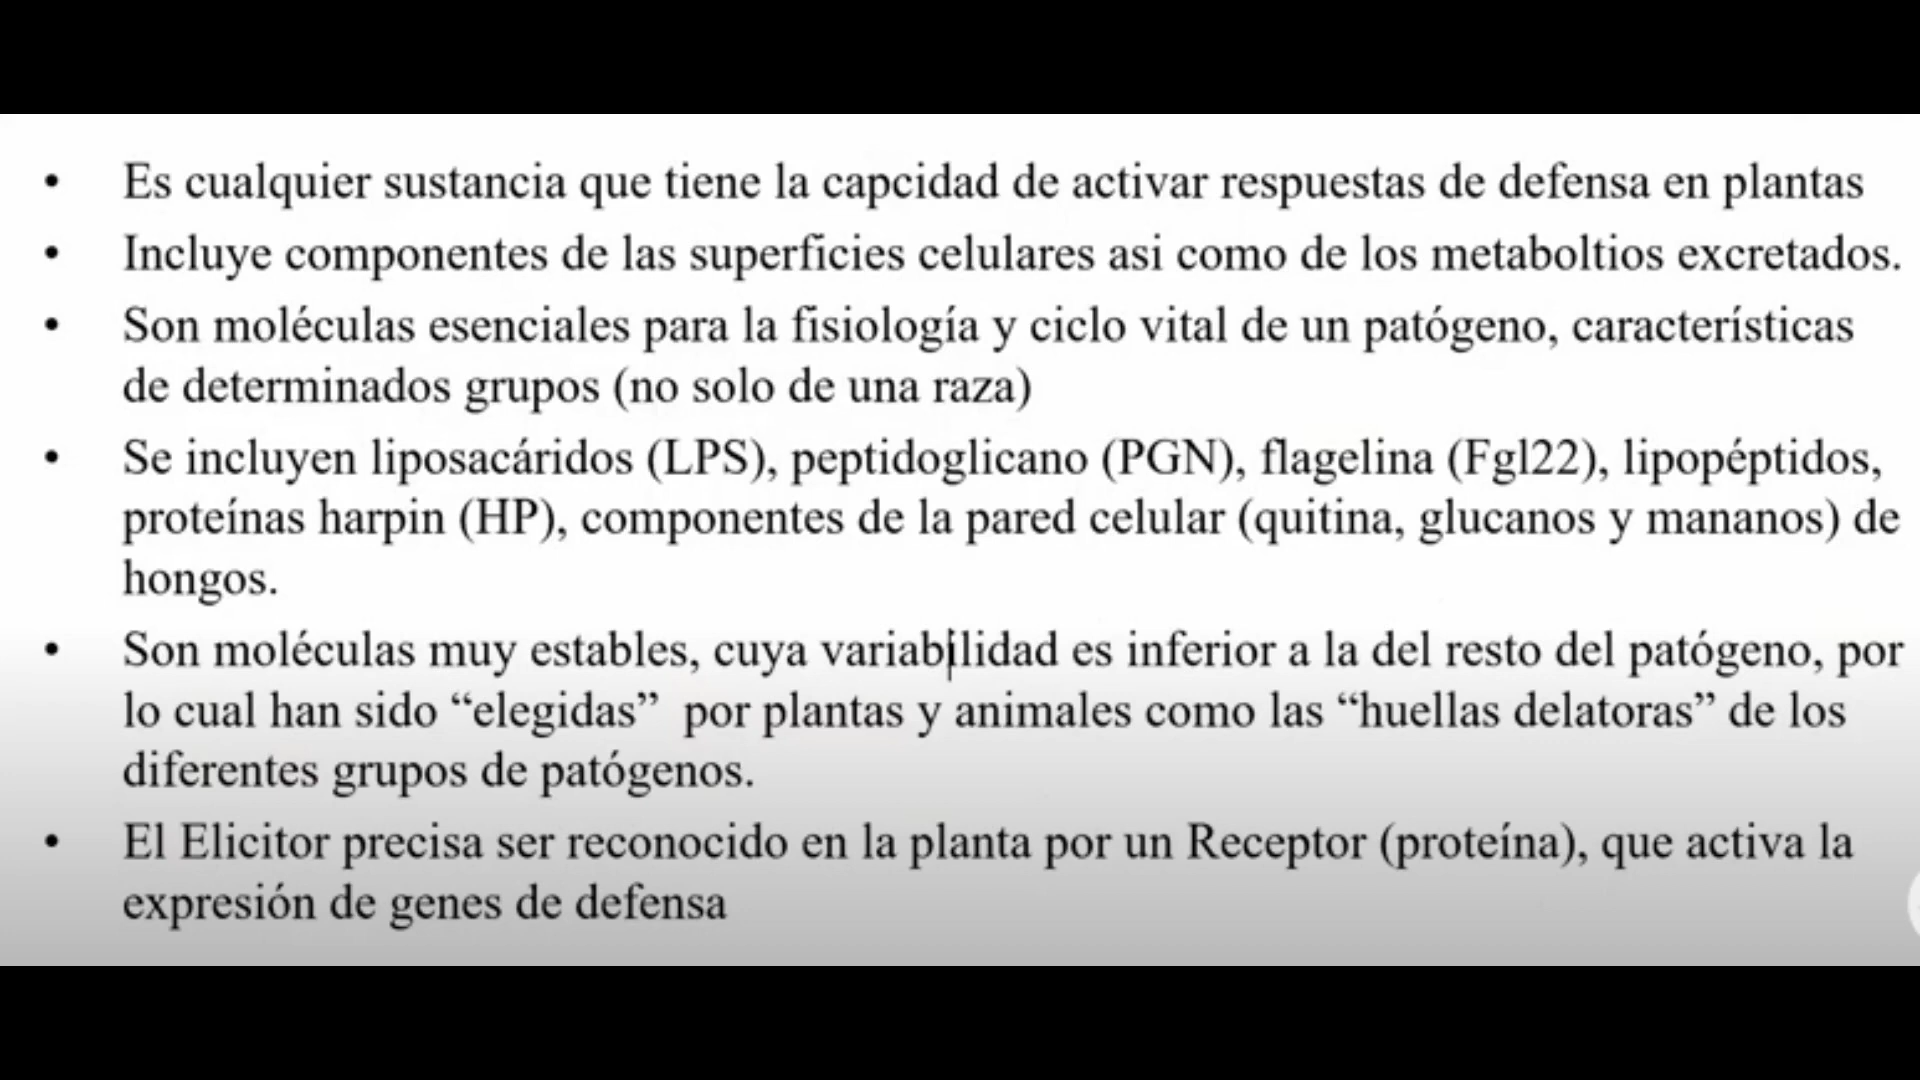 • Es cualquier sustancia que tiene la capcidad de activar respuestas de defensa en plantas
• Incluye componentes de las superficies celulares asi como de los metaboltios excretados.
• Son moléculas esenciales para la fisiología y ciclo vital de un patógeno, características
de determinados grupos (no solo de una raza)
• Se incluyen liposacáridos (LPS), peptidoglicano (PGN), flagelina (Fgl22), lipopéptidos,
proteínas harpin (HP), componentes de la pared celular (quitina, glucanos y mananos) de
hongos.
• Son moléculas muy estables, cuya variabilidad es inferior a la del resto del patógeno, por
lo cual han sido “elegidas” por plantas y animales como las “huellas delatoras” de los
diferentes grupos de patógenos.
• El Elicitor precisa ser reconocido en la planta por un Receptor (proteína), que activa la
expresión de genes de defensa